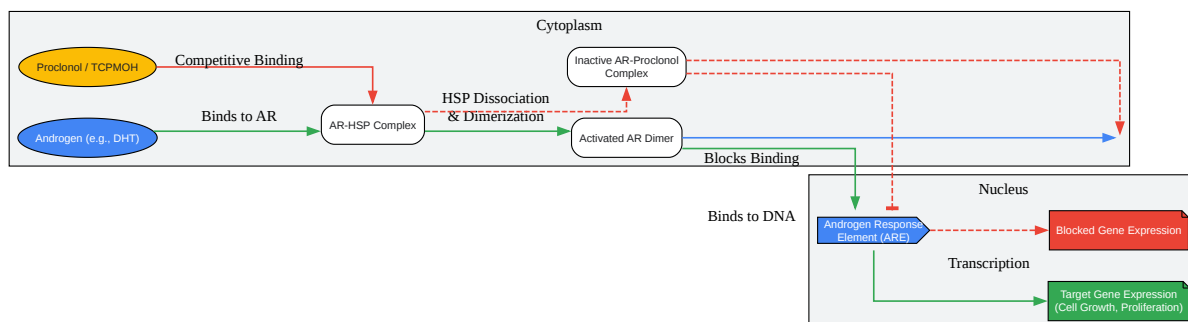 Cytoplasm
Proclonol / TCPMOH
Competitive Binding
Inactive AR-Proclonol
Complex
HSP Dissociation
& Dimerization
Binds to AR
AR-HSP Complex
Androgen (e.g., DHT)
Activated AR Dimer
Blocks Binding
Nucleus
Binds to DNA
Androgen Response
Element (ARE)
Blocked Gene Expression
Transcription
Target Gene Expression
(Cell Growth, Proliferation)